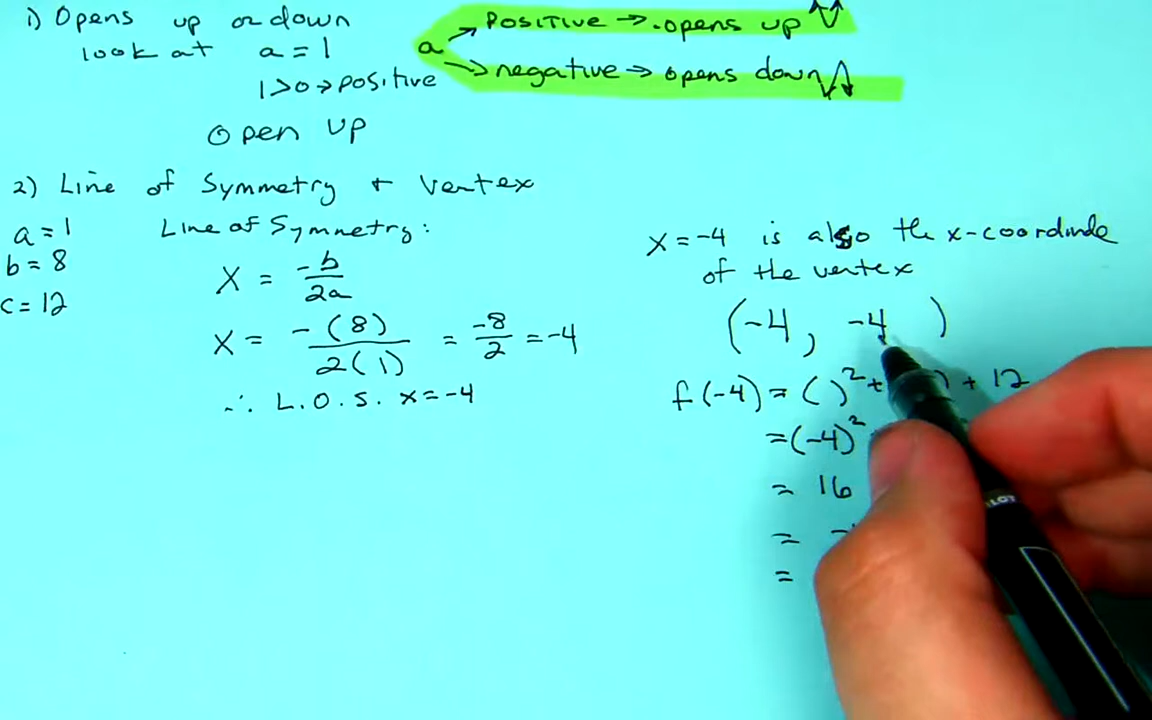 1) Opens up or down
look at a = 1
1>0 → positive
Open up
a → Positive → opens up
→ negative → opens down
2) Line of Symmetry + Vertex
a = 1
b = 8
c = 12
Line of Symmetry:
X = -b/2a
X = -(8)/2(1) = -8/2 = -4
∴ L.O.S. x = -4
X = -4 is also the x-coordinate
of the vertex
(-4, -4 )
f(-4) = ( )² + ) + 12
= (-4)²
= 16
= -
=
PILOT